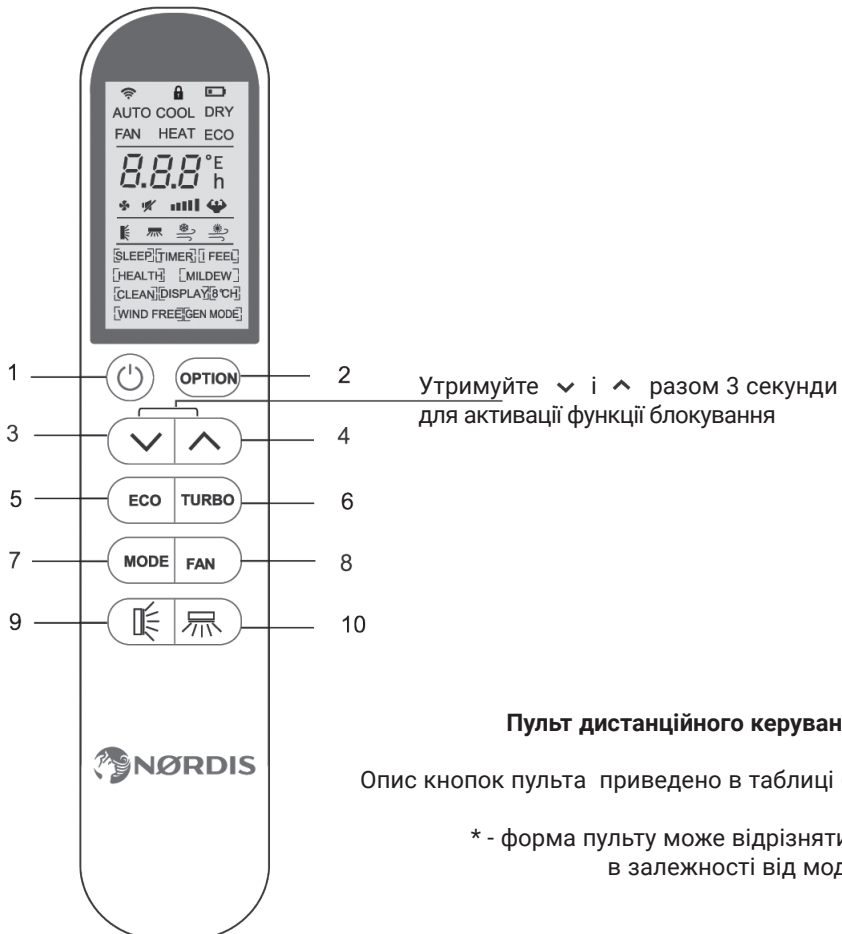 AUTO COOL DRY
FAN HEAT ECO
8.8.8 °E
h
[SLEEP] [TIMER] [I FEEL]
[HEALTH] [MILDEW]
[CLEAN] [DISPLAY] [8°CH]
[WIND FREE] [GEN MODE]
1
OPTION
2
Утримуйте ⌄ і ⌃ разом 3 секунди
для активації функції блокування
3
4
5
ECO TURBO
6
7
MODE FAN
8
9
10
NØRDIS
Пульт дистанційного керуван
Опис кнопок пульта приведено в таблиці
* - форма пульту може відрізняти
в залежності від мод